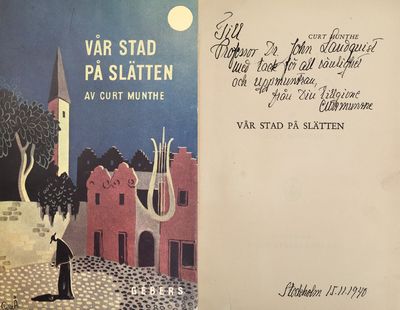 VÅR STAD
PÅ SLÄTTEN
AV CURT MUNTHE
GEBERS
Till
CURT MUNTHE
Professor Dr. John Landquist
med tack för all vänlighet
och uppmuntran,
från Din tillgivne
Curt Munthe
VÅR STAD PÅ SLÄTTEN
Stockholm 15.11.1940